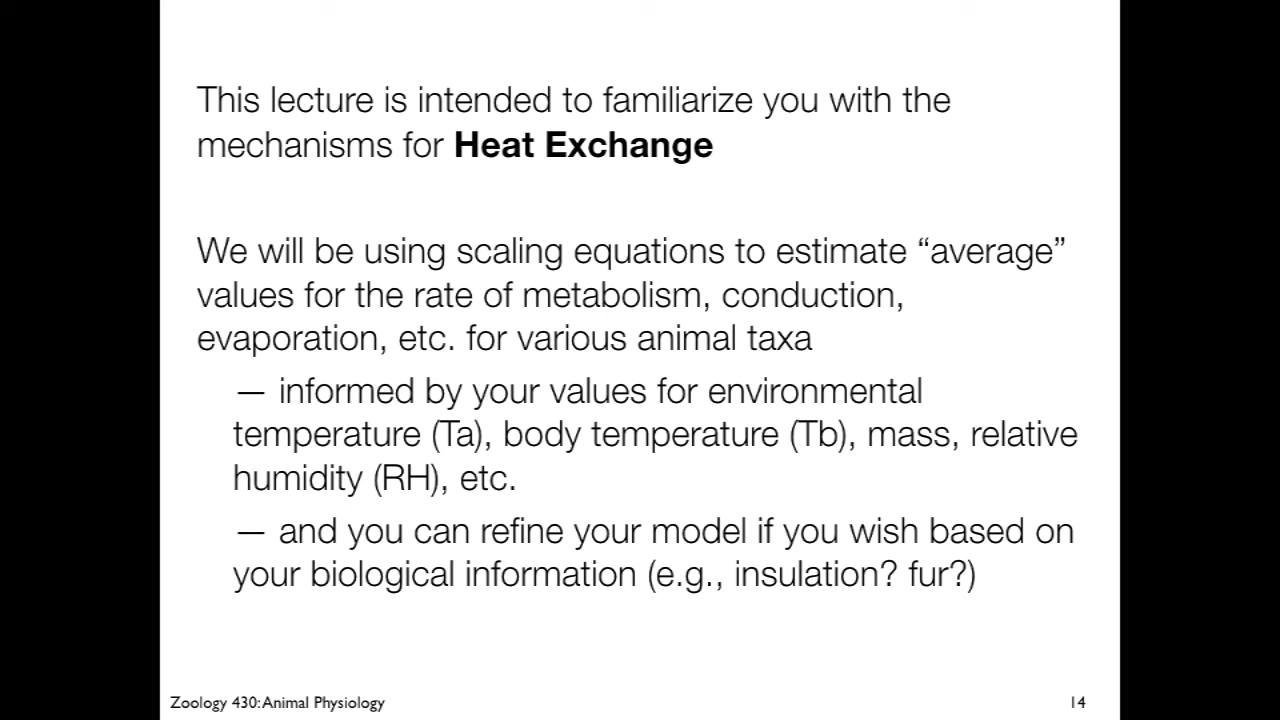 This lecture is intended to familiarize you with the
mechanisms for Heat Exchange
We will be using scaling equations to estimate “average”
values for the rate of metabolism, conduction,
evaporation, etc. for various animal taxa
— informed by your values for environmental
temperature (Ta), body temperature (Tb), mass, relative
humidity (RH), etc.
— and you can refine your model if you wish based on
your biological information (e.g., insulation? fur?)
Zoology 430: Animal Physiology
14